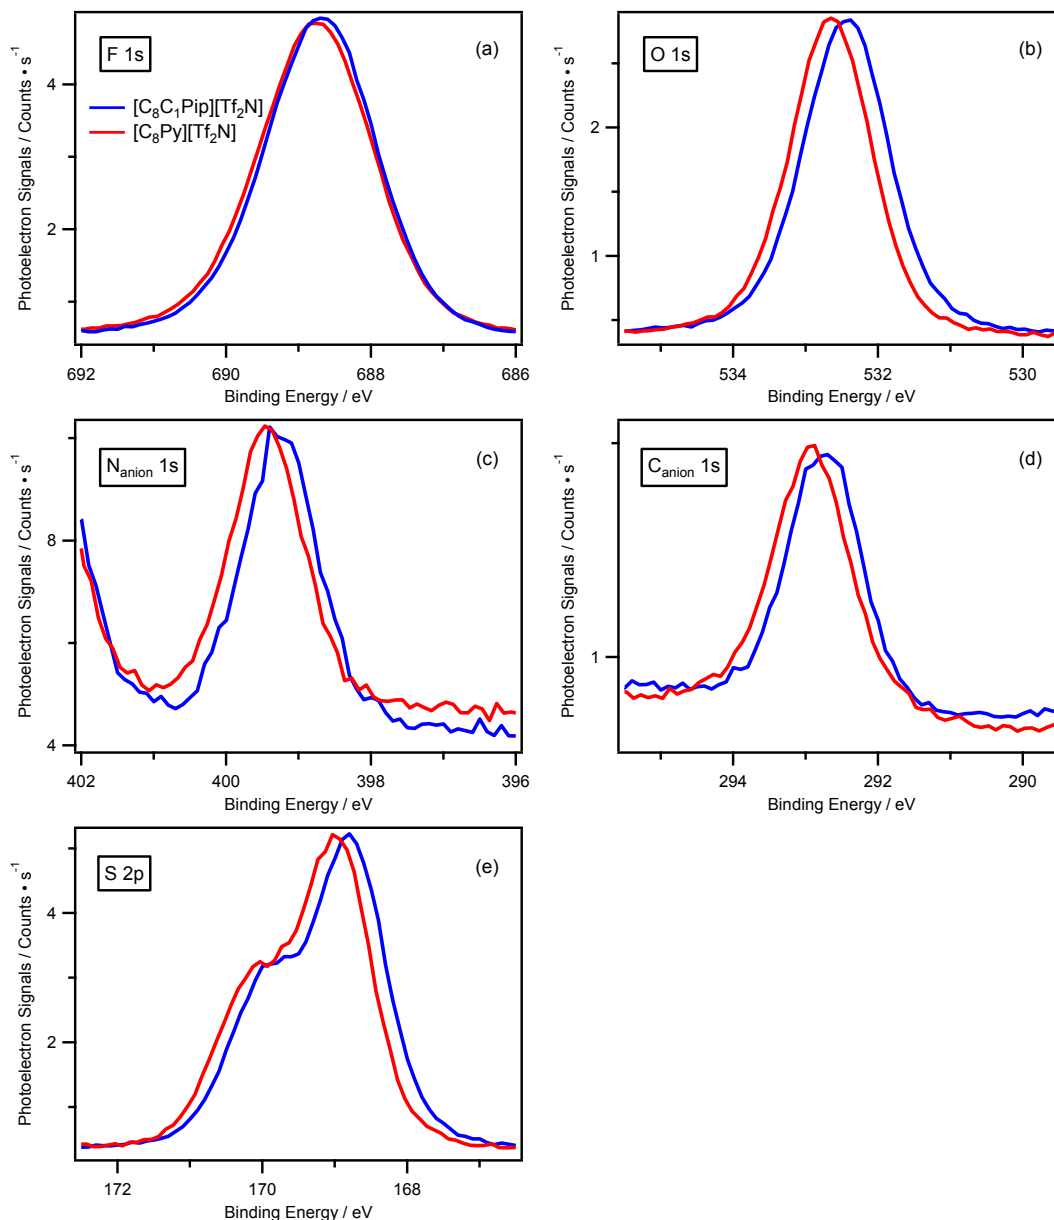 F 1s
(a)
[C₈C₁Pip][Tf₂N]
[C₈Py][Tf₂N]
Photoelectron Signals / Counts • s⁻¹
4
2
692
690
688
686
Binding Energy / eV
O 1s
(b)
Photoelectron Signals / Counts • s⁻¹
2
1
534
532
530
Binding Energy / eV
Nanion 1s
(c)
Photoelectron Signals / Counts • s⁻¹
8
4
402
400
398
396
Binding Energy / eV
Canion 1s
(d)
Photoelectron Signals / Counts • s⁻¹
1
294
292
290
Binding Energy / eV
S 2p
(e)
Photoelectron Signals / Counts • s⁻¹
4
2
172
170
168
Binding Energy / eV